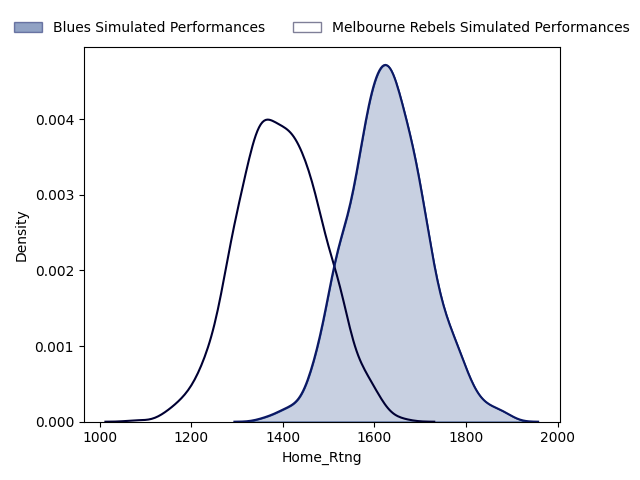 Blues Simulated Performances
Melbourne Rebels Simulated Performances
Density
0.004
0.003
0.002
0.001
0.000
1000 1200 1400 1600 1800 2000
Home_Rtng